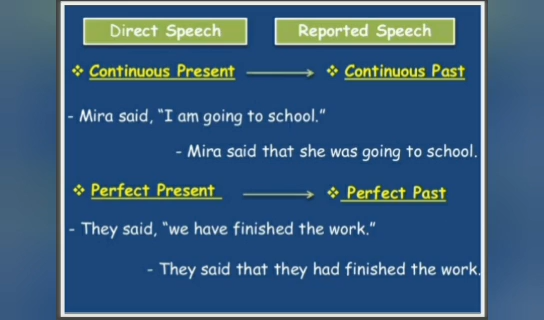 Direct Speech
Reported Speech
Continuous Present
Continuous Past
- Mira said, “I am going to school.”
- Mira said that she was going to school.
Perfect Present
Perfect Past
- They said, “we have finished the work.”
- They said that they had finished the work.